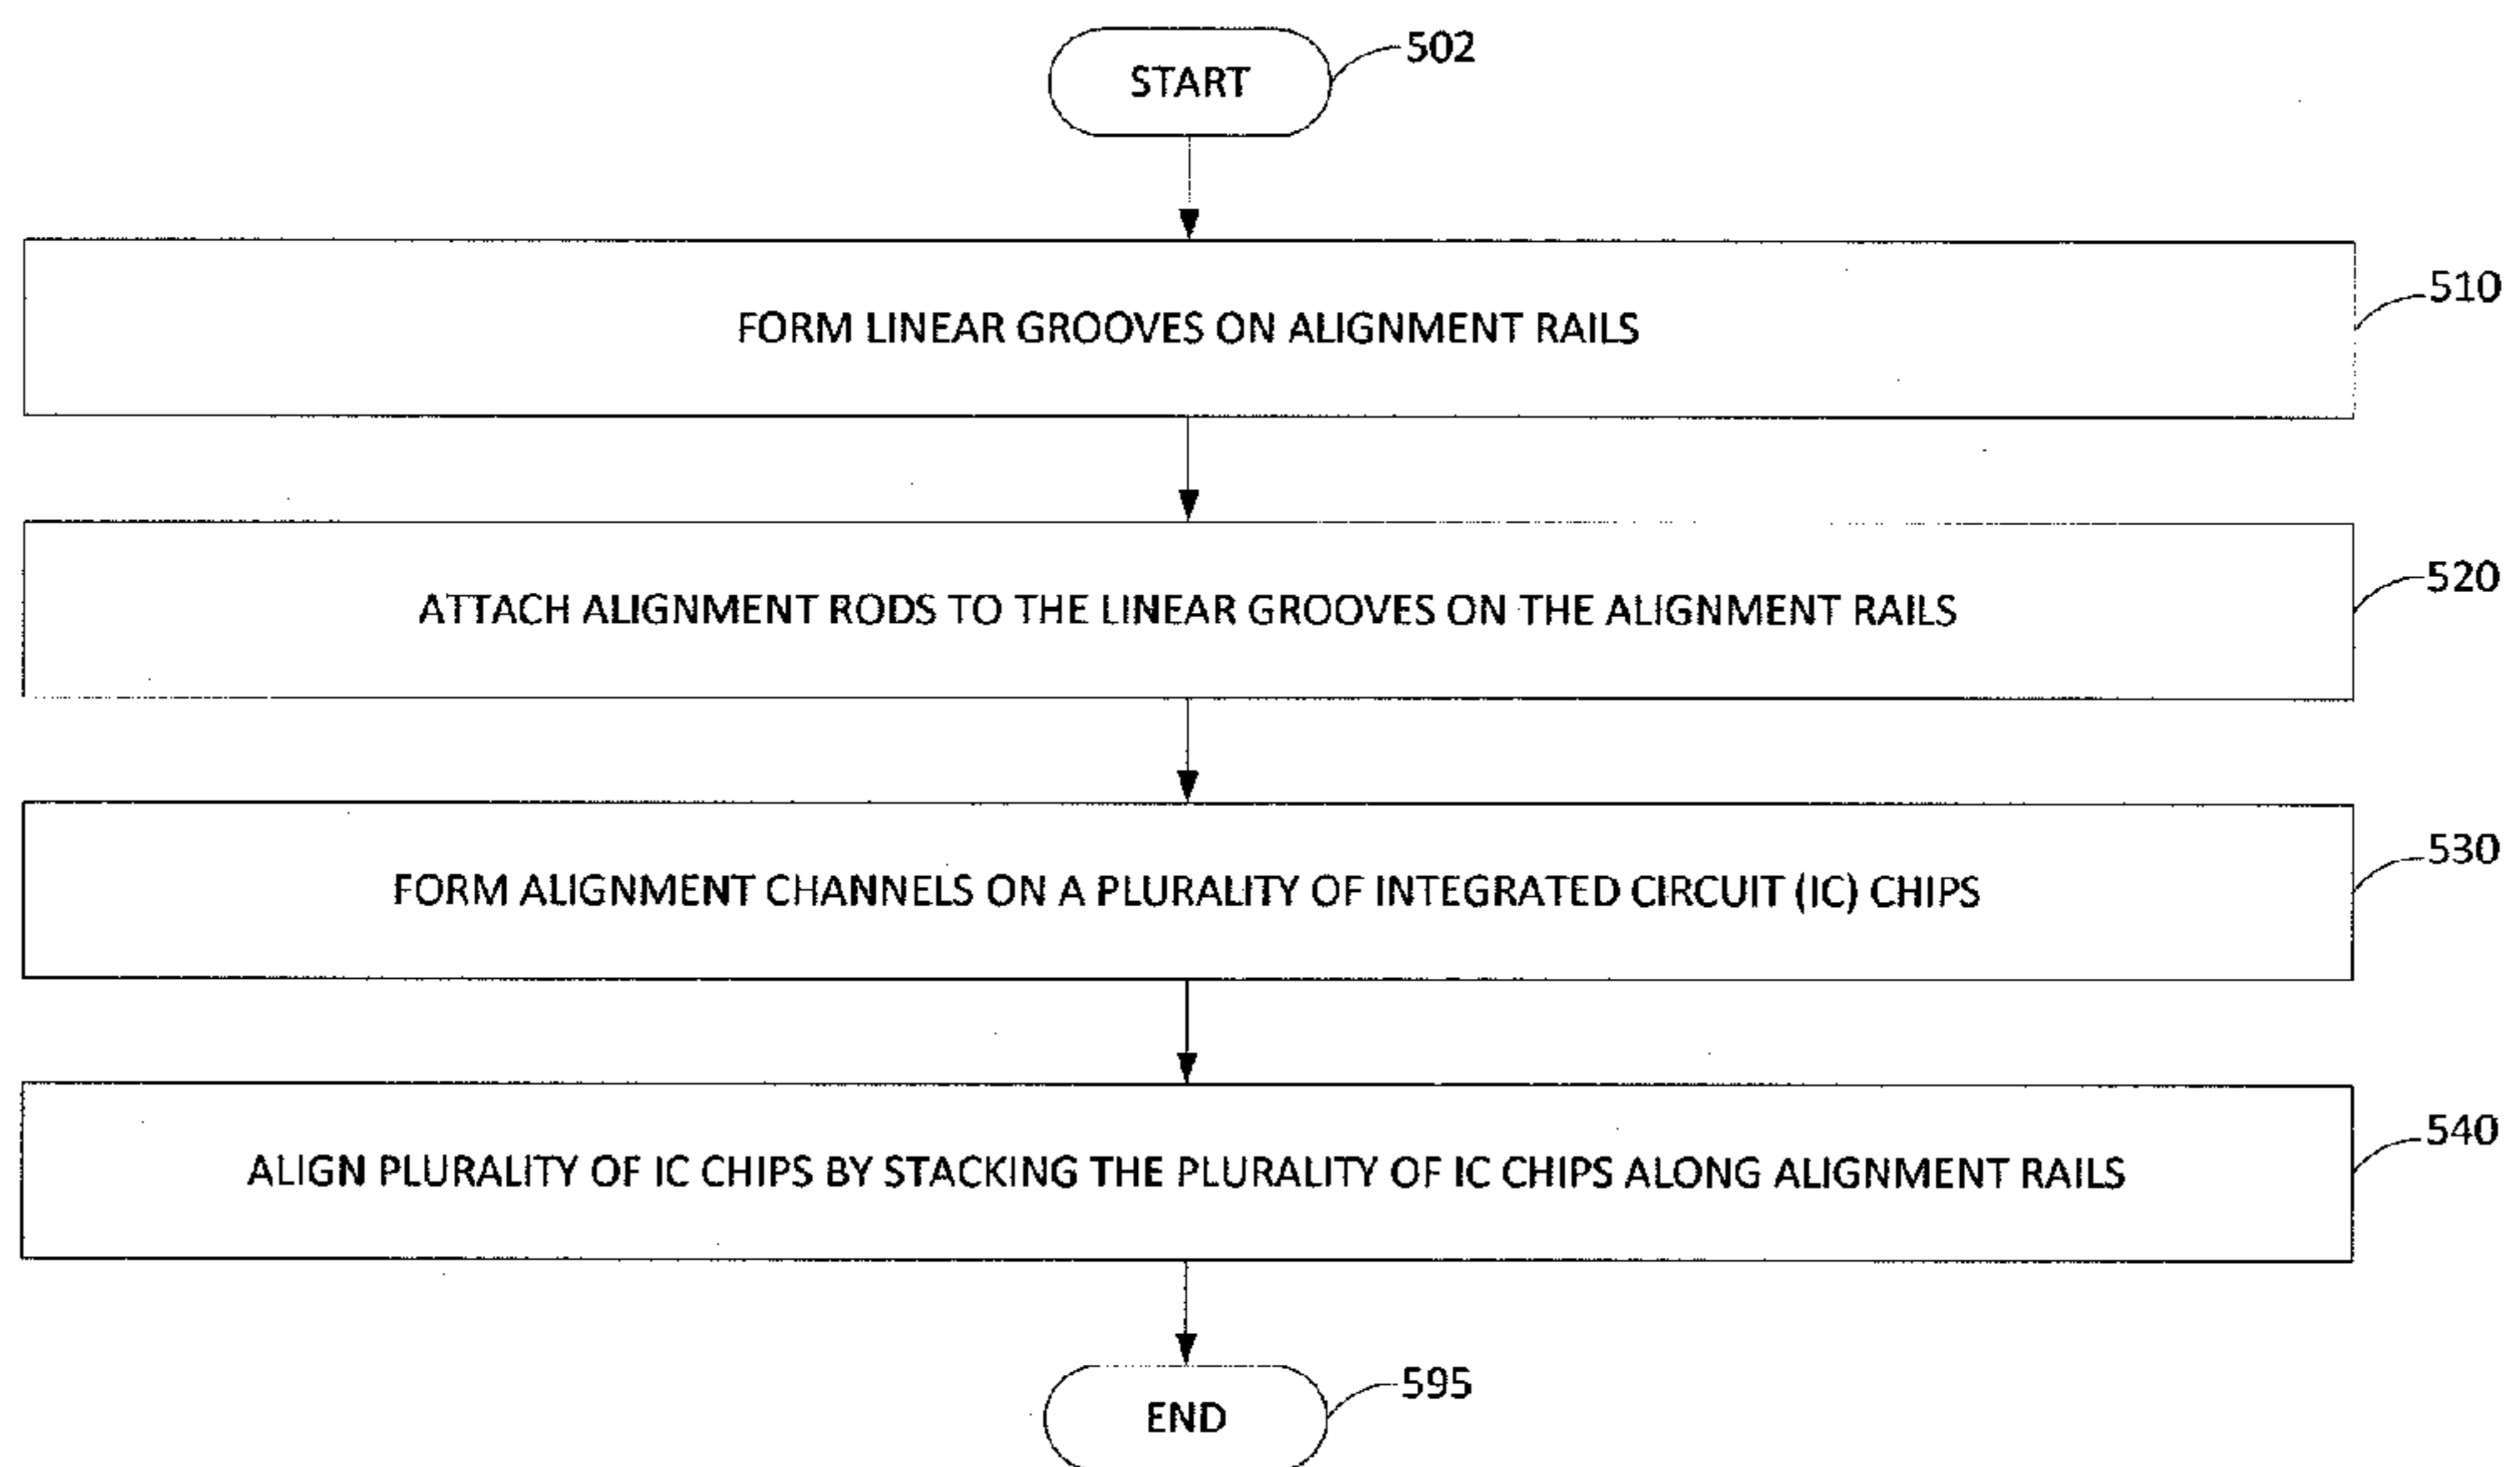 START
502
FORM LINEAR GROOVES ON ALIGNMENT RAILS
510
ATTACH ALIGNMENT RODS TO THE LINEAR GROOVES ON THE ALIGNMENT RAILS
520
FORM ALIGNMENT CHANNELS ON A PLURALITY OF INTEGRATED CIRCUIT (IC) CHIPS
530
ALIGN PLURALITY OF IC CHIPS BY STACKING THE PLURALITY OF IC CHIPS ALONG ALIGNMENT RAILS
540
END
595